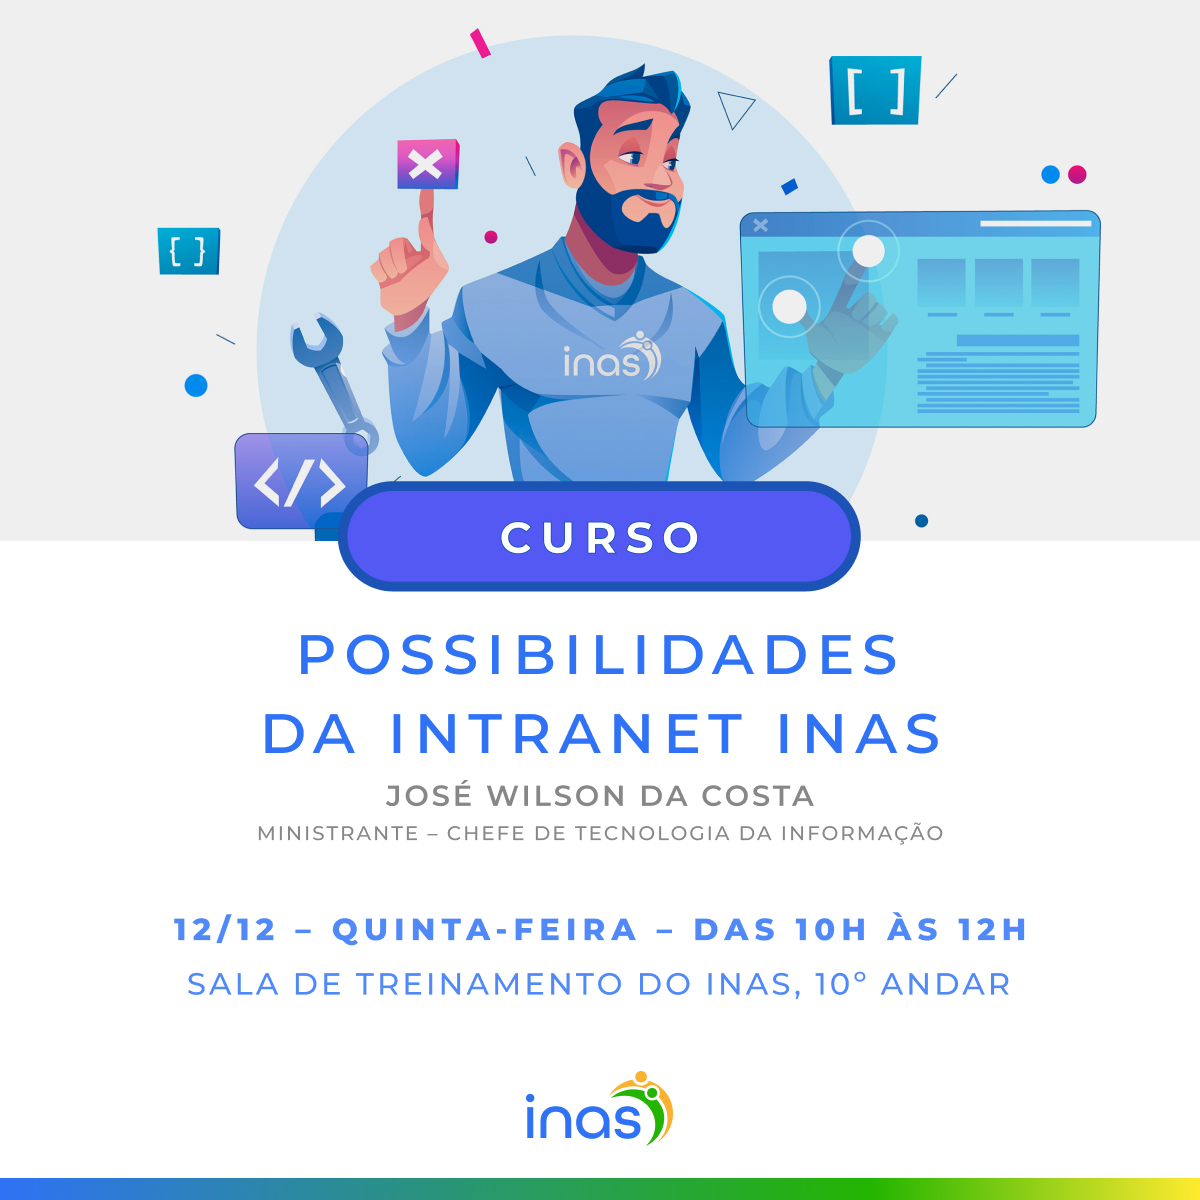 [ ]
{ }
inas
</>
CURSO
POSSIBILIDADES
DA INTRANET INAS
JOSÉ WILSON DA COSTA
MINISTRANTE – CHEFE DE TECNOLOGIA DA INFORMAÇÃO
12/12 – QUINTA-FEIRA – DAS 10H ÀS 12H
SALA DE TREINAMENTO DO INAS, 10º ANDAR
inas